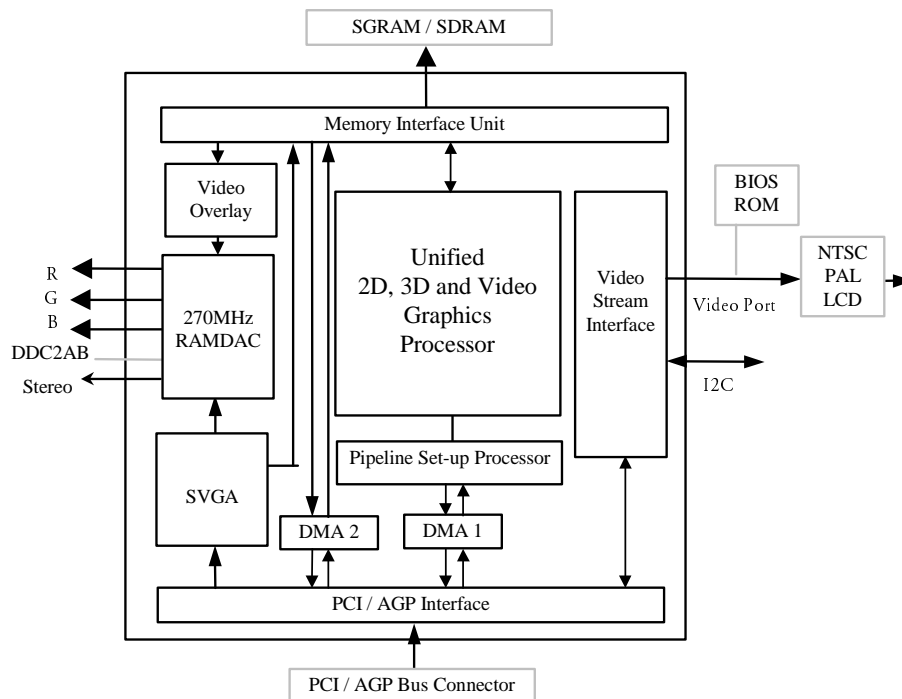 SGRAM / SDRAM
Memory Interface Unit
Video
Overlay
BIOS
ROM
Unified
2D, 3D and Video
Graphics
Processor
Video
Stream
Interface
NTSC
PAL
LCD
Video Port
R
G
B
DDC2AB
Stereo
270MHz
RAMDAC
I2C
Pipeline Set-up Processor
SVGA
DMA 2
DMA 1
PCI / AGP Interface
PCI / AGP Bus Connector